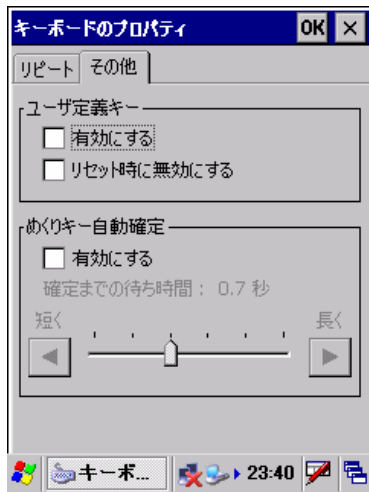 キーボードのプロパティ OK ×
リピート その他
ユーザ定義キー
有効にする
リセット時に無効にする
めくりキー自動確定
有効にする
確定までの待ち時間： 0.7 秒
短く 長く
キーボ... 23:40